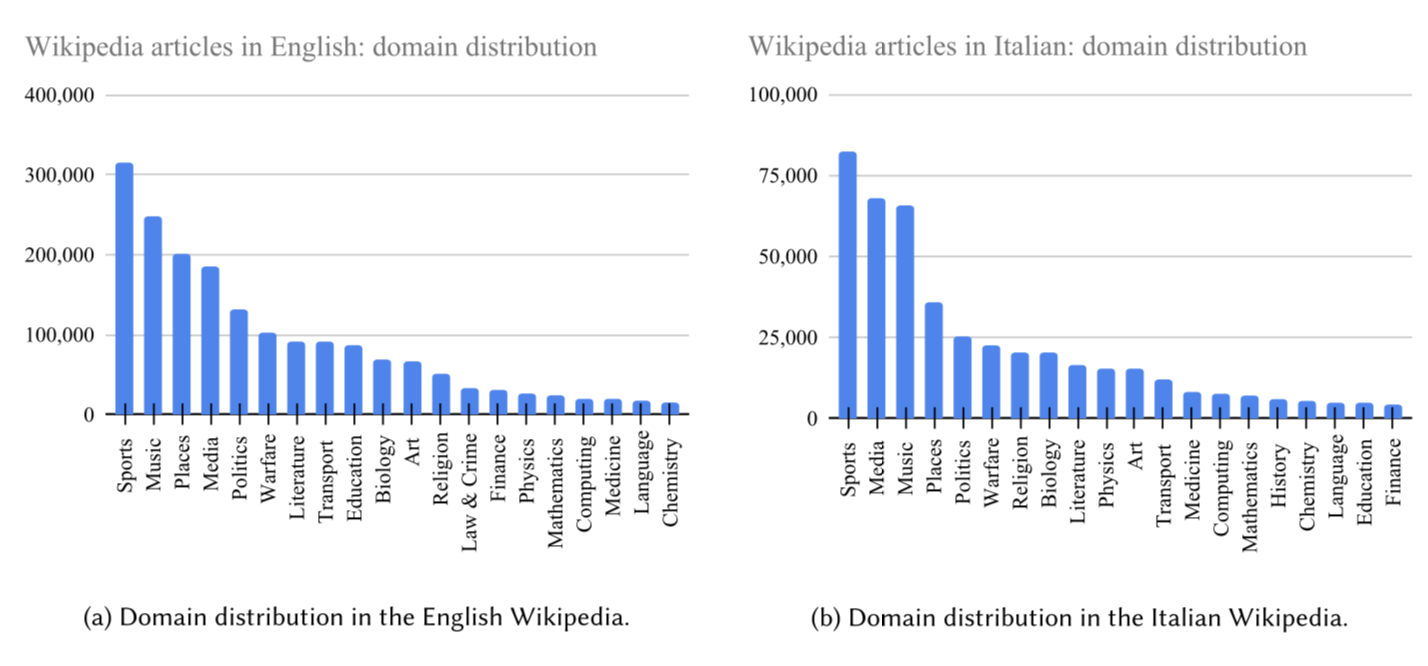 Wikipedia articles in English: domain distribution
400,000
300,000
200,000
100,000
0
Sports
Music
Places
Media
Politics
Warfare
Literature
Transport
Education
Biology
Art
Religion
Law & Crime
Finance
Physics
Mathematics
Computing
Medicine
Language
Chemistry
(a) Domain distribution in the English Wikipedia.
Wikipedia articles in Italian: domain distribution
100,000
75,000
50,000
25,000
0
Sports
Media
Music
Places
Politics
Warfare
Religion
Biology
Literature
Physics
Art
Transport
Medicine
Computing
Mathematics
History
Chemistry
Language
Education
Finance
(b) Domain distribution in the Italian Wikipedia.